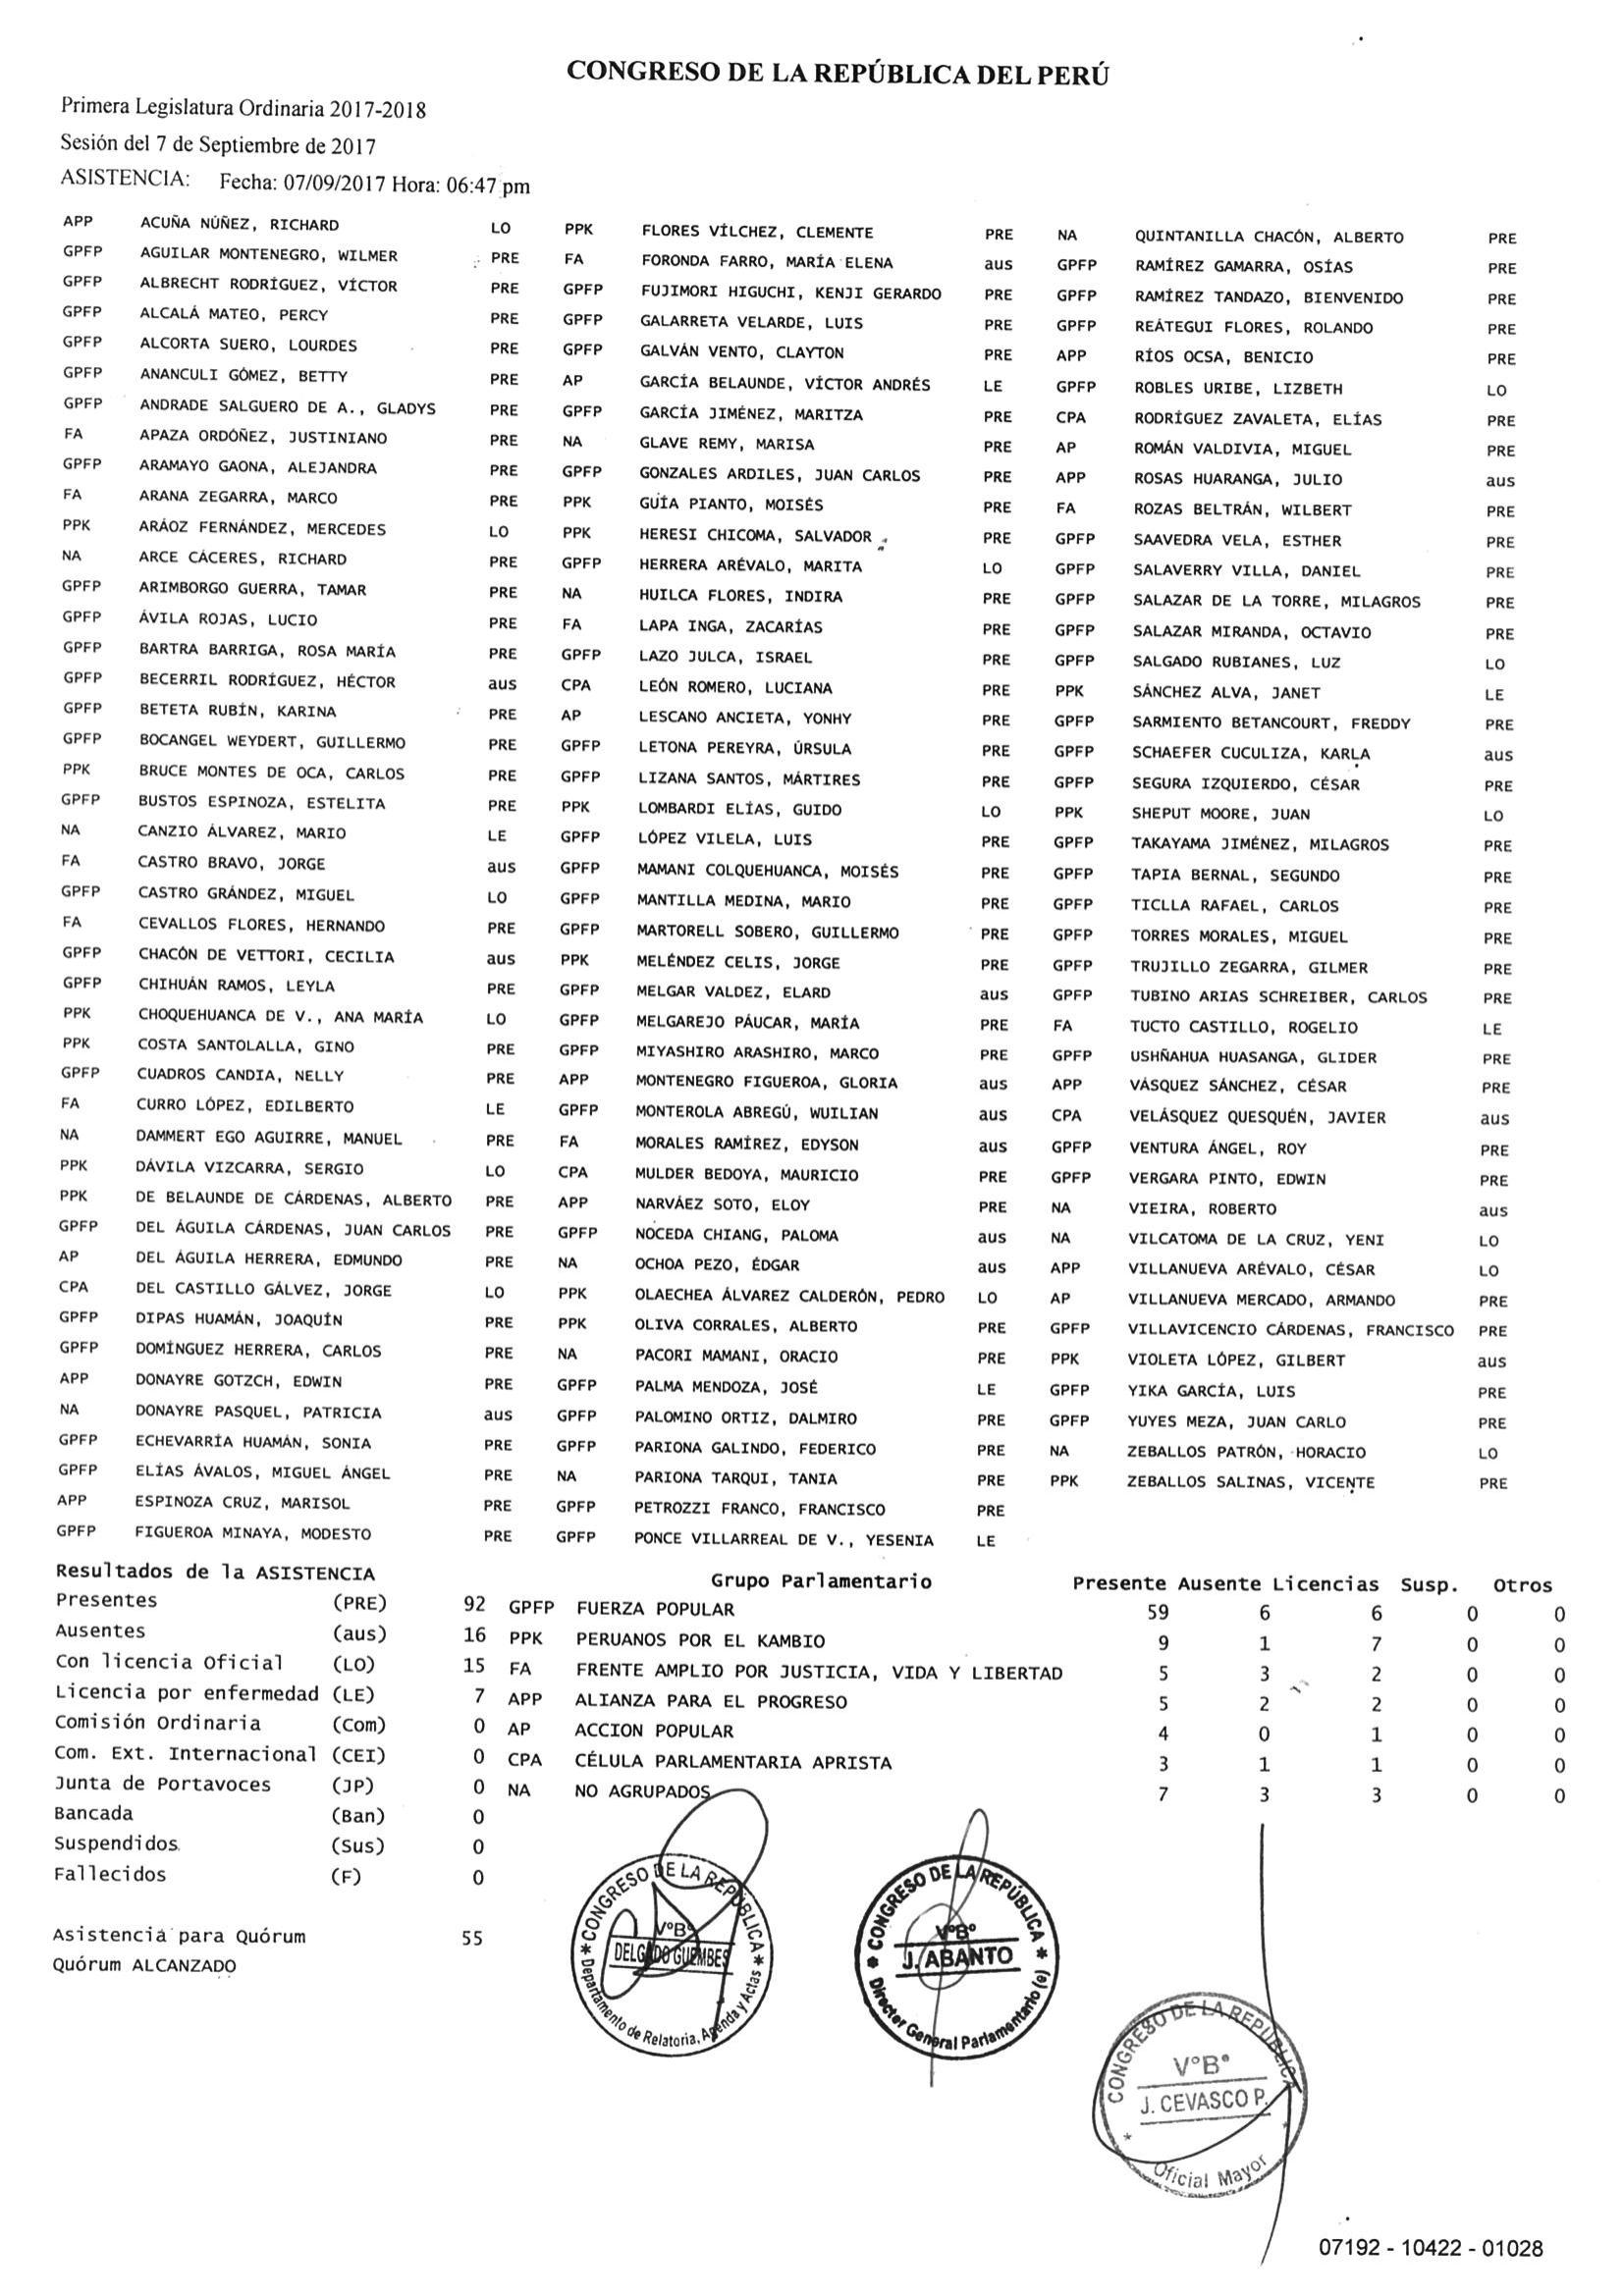 CONGRESO DE LA REPÚBLICA DEL PERÚ
Primera Legislatura Ordinaria 2017-2018
Sesión del 7 de Septiembre de 2017
ASISTENCIA: Fecha: 07/09/2017 Hora: 06:47 pm
APP ACUÑA NÚÑEZ, RICHARD LO PPK FLORES VÍLCHEZ, CLEMENTE PRE NA QUINTANILLA CHACÓN, ALBERTO PRE
GPFP AGUILAR MONTENEGRO, WILMER PRE FA FORONDA FARRO, MARÍA ELENA aus GPFP RAMÍREZ GAMARRA, OSÍAS PRE
GPFP ALBRECHT RODRÍGUEZ, VÍCTOR PRE GPFP FUJIMORI HIGUCHI, KENJI GERARDO PRE GPFP RAMÍREZ TANDAZO, BIENVENIDO PRE
GPFP ALCALÁ MATEO, PERCY PRE GPFP GALARRETA VELARDE, LUIS PRE GPFP REÁTEGUI FLORES, ROLANDO PRE
GPFP ALCORTA SUERO, LOURDES PRE GPFP GALVÁN VENTO, CLAYTON PRE APP RÍOS OCSA, BENICIO PRE
GPFP ANANCULI GÓMEZ, BETTY PRE AP GARCÍA BELAUNDE, VÍCTOR ANDRÉS LE GPFP ROBLES URIBE, LIZBETH LO
GPFP ANDRADE SALGUERO DE A., GLADYS PRE GPFP GARCÍA JIMÉNEZ, MARITZA PRE CPA RODRÍGUEZ ZAVALETA, ELÍAS PRE
FA APAZA ORDÓÑEZ, JUSTINIANO PRE NA GLAVE REMY, MARISA PRE AP ROMÁN VALDIVIA, MIGUEL PRE
GPFP ARAMAYO GAONA, ALEJANDRA PRE GPFP GONZALES ARDILES, JUAN CARLOS PRE APP ROSAS HUARANGA, JULIO aus
FA ARANA ZEGARRA, MARCO PRE PPK GUÍA PIANTO, MOISÉS PRE FA ROZAS BELTRÁN, WILBERT PRE
PPK ARÁOZ FERNÁNDEZ, MERCEDES LO PPK HERESI CHICOMA, SALVADOR PRE GPFP SAAVEDRA VELA, ESTHER PRE
NA ARCE CÁCERES, RICHARD PRE GPFP HERRERA ARÉVALO, MARITA LO GPFP SALAVERRY VILLA, DANIEL PRE
GPFP ARIMBORGO GUERRA, TAMAR PRE NA HUILCA FLORES, INDIRA PRE GPFP SALAZAR DE LA TORRE, MILAGROS PRE
GPFP ÁVILA ROJAS, LUCIO PRE FA LAPA INGA, ZACARÍAS PRE GPFP SALAZAR MIRANDA, OCTAVIO PRE
GPFP BARTRA BARRIGA, ROSA MARÍA PRE GPFP LAZO JULCA, ISRAEL PRE GPFP SALGADO RUBIANES, LUZ LO
GPFP BECERRIL RODRÍGUEZ, HÉCTOR aus CPA LEÓN ROMERO, LUCIANA PRE PPK SÁNCHEZ ALVA, JANET LE
GPFP BETETA RUBÍN, KARINA PRE AP LESCANO ANCIETA, YONHY PRE GPFP SARMIENTO BETANCOURT, FREDDY PRE
GPFP BOCANGEL WEYDERT, GUILLERMO PRE GPFP LETONA PEREYRA, ÚRSULA PRE GPFP SCHAEFER CUCULIZA, KARLA aus
PPK BRUCE MONTES DE OCA, CARLOS PRE GPFP LIZANA SANTOS, MÁRTIRES PRE GPFP SEGURA IZQUIERDO, CÉSAR PRE
GPFP BUSTOS ESPINOZA, ESTELITA PRE PPK LOMBARDI ELÍAS, GUIDO LO PPK SHEPUT MOORE, JUAN LO
NA CANZIO ÁLVAREZ, MARIO LE GPFP LÓPEZ VILELA, LUIS PRE GPFP TAKAYAMA JIMÉNEZ, MILAGROS PRE
FA CASTRO BRAVO, JORGE aus GPFP MAMANI COLQUEHUANCA, MOISÉS PRE GPFP TAPIA BERNAL, SEGUNDO PRE
GPFP CASTRO GRÁNDEZ, MIGUEL LO GPFP MANTILLA MEDINA, MARIO PRE GPFP TICLLA RAFAEL, CARLOS PRE
FA CEVALLOS FLORES, HERNANDO PRE GPFP MARTORELL SOBERO, GUILLERMO PRE GPFP TORRES MORALES, MIGUEL PRE
GPFP CHACÓN DE VETTORI, CECILIA aus PPK MELÉNDEZ CELIS, JORGE PRE GPFP TRUJILLO ZEGARRA, GILMER PRE
GPFP CHIHUÁN RAMOS, LEYLA PRE GPFP MELGAR VALDEZ, ELARD aus GPFP TUBINO ARIAS SCHREIBER, CARLOS PRE
PPK CHOQUEHUANCA DE V., ANA MARÍA LO GPFP MELGAREJO PÁUCAR, MARÍA PRE FA TUCTO CASTILLO, ROGELIO LE
PPK COSTA SANTOLALLA, GINO PRE GPFP MIYASHIRO ARASHIRO, MARCO PRE GPFP USHÑAHUA HUASANGA, GLIDER PRE
GPFP CUADROS CANDIA, NELLY PRE APP MONTENEGRO FIGUEROA, GLORIA aus APP VÁSQUEZ SÁNCHEZ, CÉSAR PRE
FA CURRO LÓPEZ, EDILBERTO LE GPFP MONTEROLA ABREGÚ, WUILIAN aus CPA VELÁSQUEZ QUESQUÉN, JAVIER aus
NA DAMMERT EGO AGUIRRE, MANUEL PRE FA MORALES RAMÍREZ, EDYSON aus GPFP VENTURA ÁNGEL, ROY PRE
PPK DÁVILA VIZCARRA, SERGIO LO CPA MULDER BEDOYA, MAURICIO PRE GPFP VERGARA PINTO, EDWIN PRE
PPK DE BELAUNDE DE CÁRDENAS, ALBERTO PRE APP NARVÁEZ SOTO, ELOY PRE NA VIEIRA, ROBERTO aus
GPFP DEL ÁGUILA CÁRDENAS, JUAN CARLOS PRE GPFP NOCEDA CHIANG, PALOMA aus NA VILCATOMA DE LA CRUZ, YENI LO
AP DEL ÁGUILA HERRERA, EDMUNDO PRE NA OCHOA PEZO, ÉDGAR aus APP VILLANUEVA ARÉVALO, CÉSAR LO
CPA DEL CASTILLO GÁLVEZ, JORGE LO PPK OLAECHEA ÁLVAREZ CALDERÓN, PEDRO LO AP VILLANUEVA MERCADO, ARMANDO PRE
GPFP DIPAS HUAMÁN, JOAQUÍN PRE PPK OLIVA CORRALES, ALBERTO PRE GPFP VILLAVICENCIO CÁRDENAS, FRANCISCO PRE
GPFP DOMÍNGUEZ HERRERA, CARLOS PRE NA PACORI MAMANI, ORACIO PRE PPK VIOLETA LÓPEZ, GILBERT aus
APP DONAYRE GOTZCH, EDWIN PRE GPFP PALMA MENDOZA, JOSÉ LE GPFP YIKA GARCÍA, LUIS PRE
NA DONAYRE PASQUEL, PATRICIA aus GPFP PALOMINO ORTIZ, DALMIRO PRE GPFP YUYES MEZA, JUAN CARLO PRE
GPFP ECHEVARRÍA HUAMÁN, SONIA PRE GPFP PARIONA GALINDO, FEDERICO PRE NA ZEBALLOS PATRÓN, HORACIO LO
GPFP ELÍAS ÁVALOS, MIGUEL ÁNGEL PRE NA PARIONA TARQUI, TANIA PRE PPK ZEBALLOS SALINAS, VICENTE PRE
APP ESPINOZA CRUZ, MARISOL PRE GPFP PETROZZI FRANCO, FRANCISCO PRE
GPFP FIGUEROA MINAYA, MODESTO PRE GPFP PONCE VILLARREAL DE V., YESENIA LE
Resultados de la ASISTENCIA Grupo Parlamentario Presente Ausente Licencias Susp. Otros
Presentes (PRE) 92 GPFP FUERZA POPULAR 59 6 6 0 0
Ausentes (aus) 16 PPK PERUANOS POR EL KAMBIO 9 1 7 0 0
Con licencia Oficial (LO) 15 FA FRENTE AMPLIO POR JUSTICIA, VIDA Y LIBERTAD 5 3 2 0 0
Licencia por enfermedad (LE) 7 APP ALIANZA PARA EL PROGRESO 5 2 2 0 0
Comisión Ordinaria (Com) 0 AP ACCION POPULAR 4 0 1 0 0
Com. Ext. Internacional (CEI) 0 CPA CÉLULA PARLAMENTARIA APRISTA 3 1 1 0 0
Junta de Portavoces (JP) 0 NA NO AGRUPADOS 7 3 3 0 0
Bancada (Ban) 0
Suspendidos (Sus) 0
Fallecidos (F) 0
Asistencia para Quórum 55
Quórum ALCANZADO
CONGRESO DE LA REPÚBLICA
V°B°
DELGADO GUEMBES
Departamento de Relatoria, Agenda y Actas
CONGRESO DE LA REPÚBLICA
V°B°
J. ABANTO
Director General Parlamentario (e)
CONGRESO DE LA REPÚBLICA
V°B°
J. CEVASCO P.
Oficial Mayor
07192 - 10422 - 01028